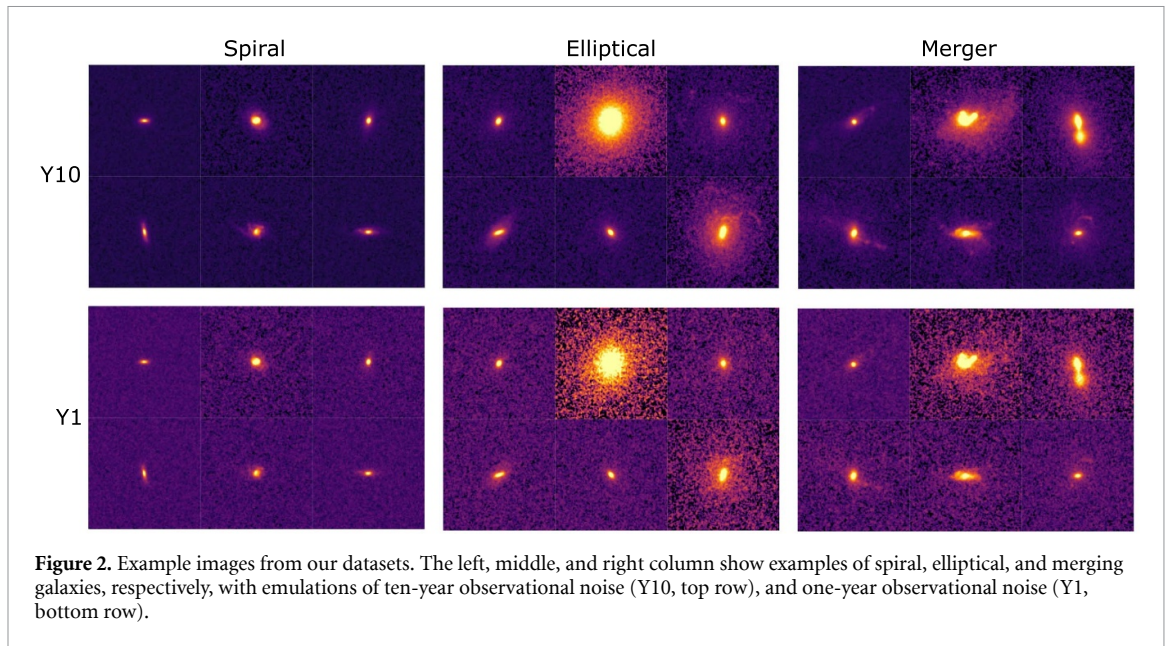 Spiral
Elliptical
Merger
Y10
Y1
Figure 2. Example images from our datasets. The left, middle, and right column show examples of spiral, elliptical, and merging
galaxies, respectively, with emulations of ten-year observational noise (Y10, top row), and one-year observational noise (Y1,
bottom row).